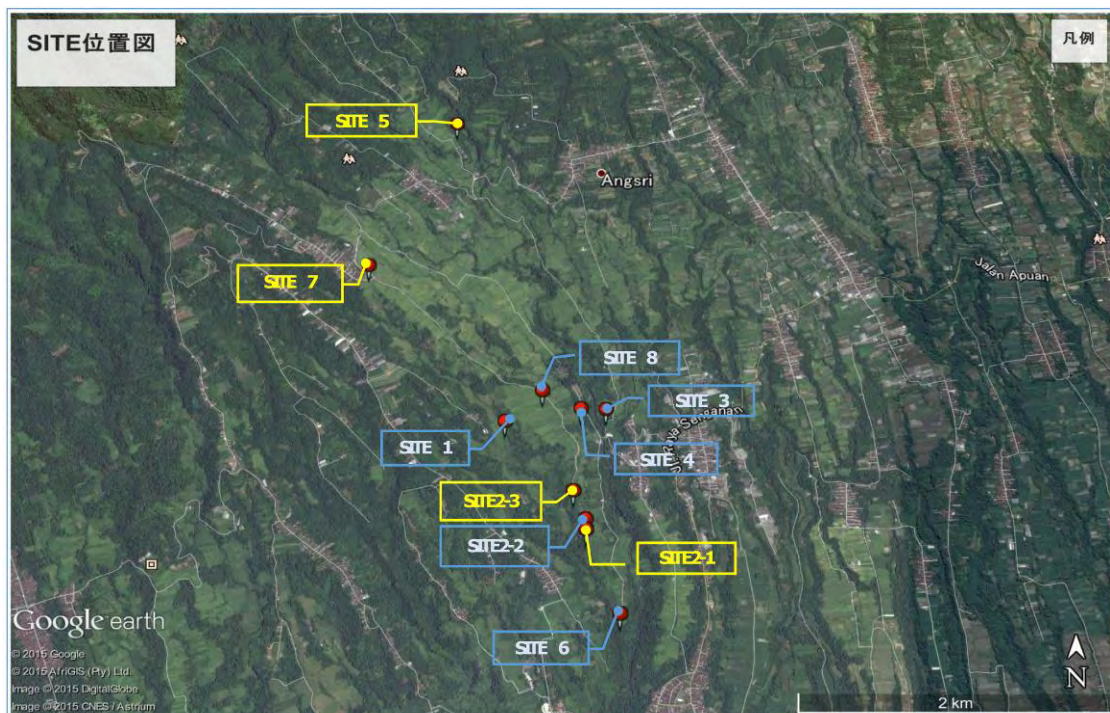 SITE位置図
凡例
SITE 5
Angsri
SITE 7
Jalan Apuan
SITE 8
SITE 3
Raya Senganan
SITE 1
SITE 4
SITE2-3
SITE2-2
SITE2-1
SITE 6
Google earth
© 2015 Google
© 2015 AfriGIS (Pty) Ltd.
Image © 2015 DigitalGlobe
Image © 2015 CNES / Astrium
N
2 km